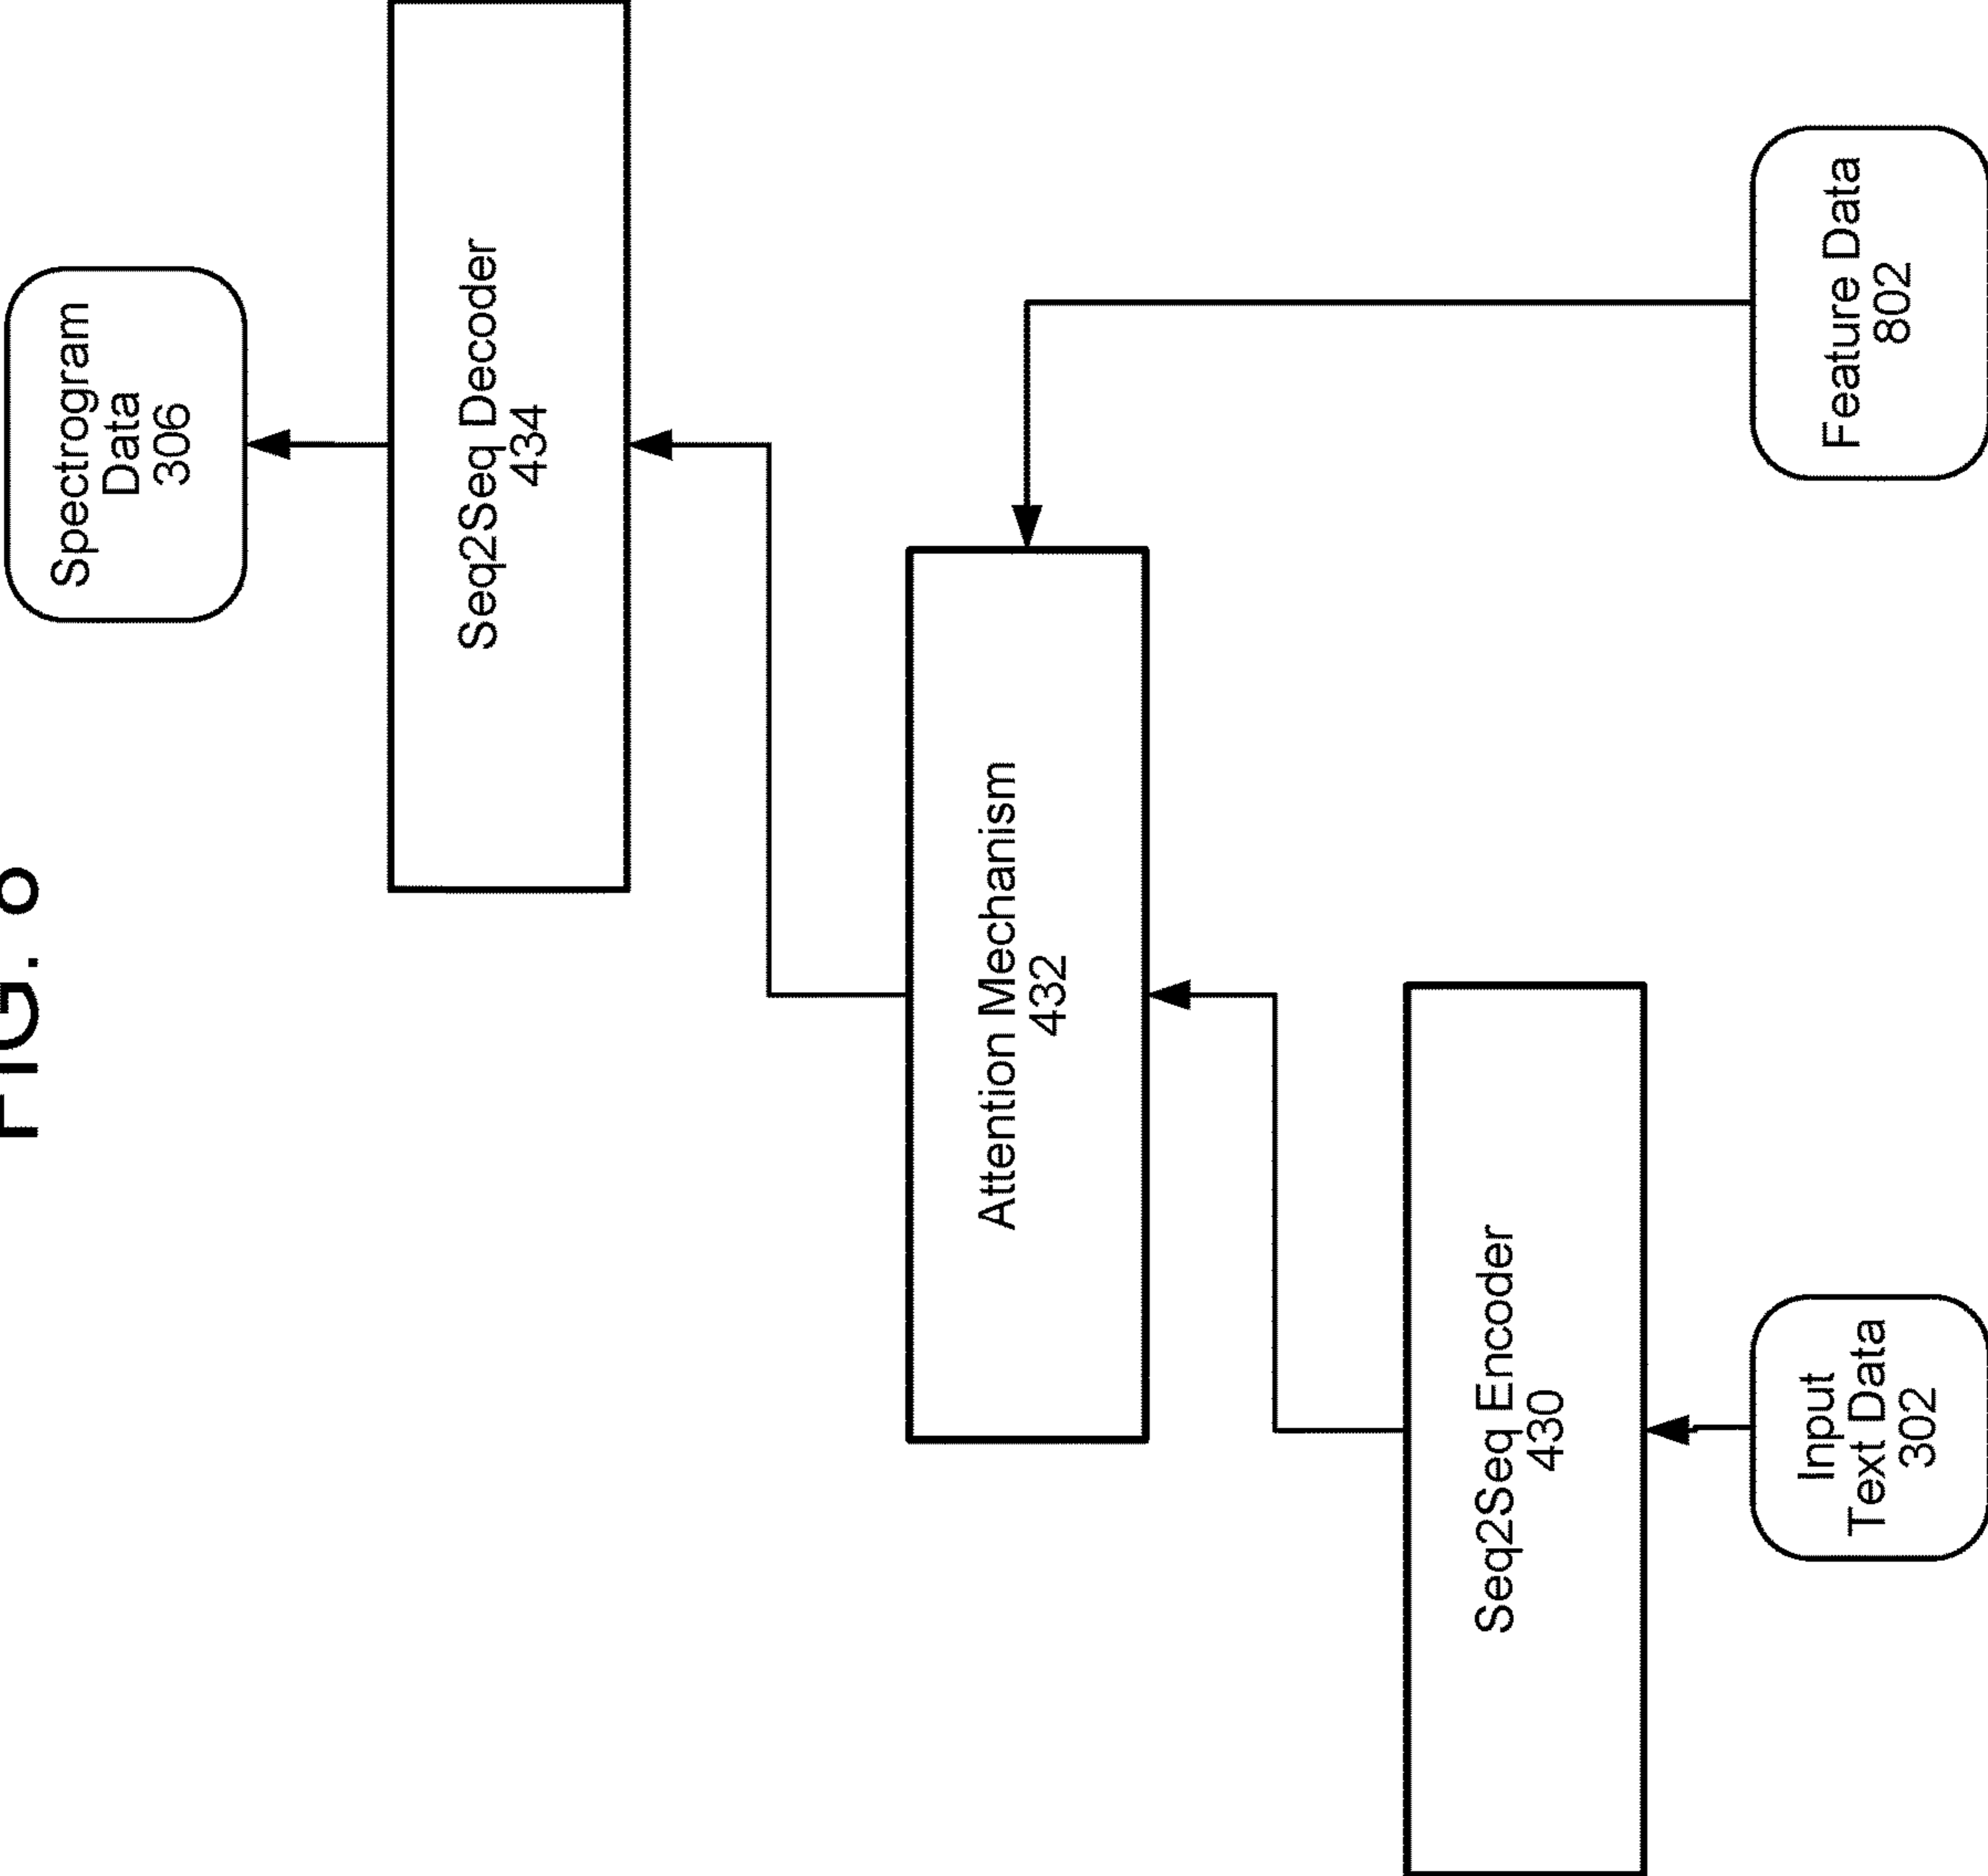 FIG. 8
Spectrogram
Data
306
Seq2Seq Decoder
434
Attention Mechanism
432
Seq2Seq Encoder
430
Input
Text Data
302
Feature Data
802